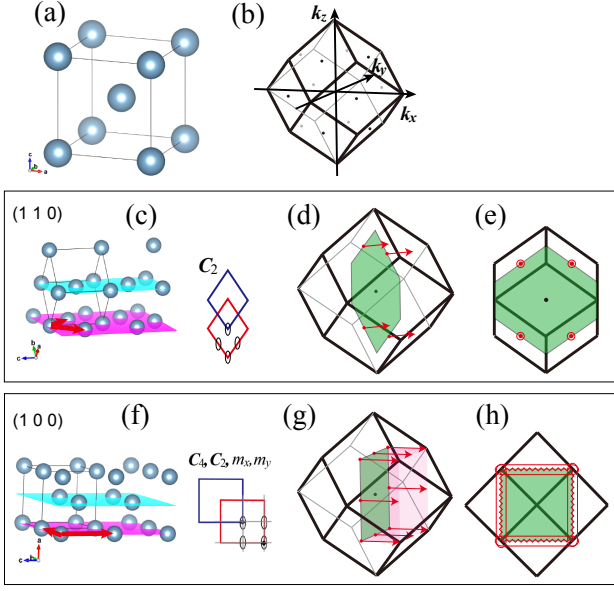 (a)
(b)
k_z
k_y
k_x
c
b
a
(1 1 0)
(c)
(d)
(e)
C_2
b
a
c
(1 0 0)
(f)
(g)
(h)
C_4, C_2, m_x, m_y
a
b
c